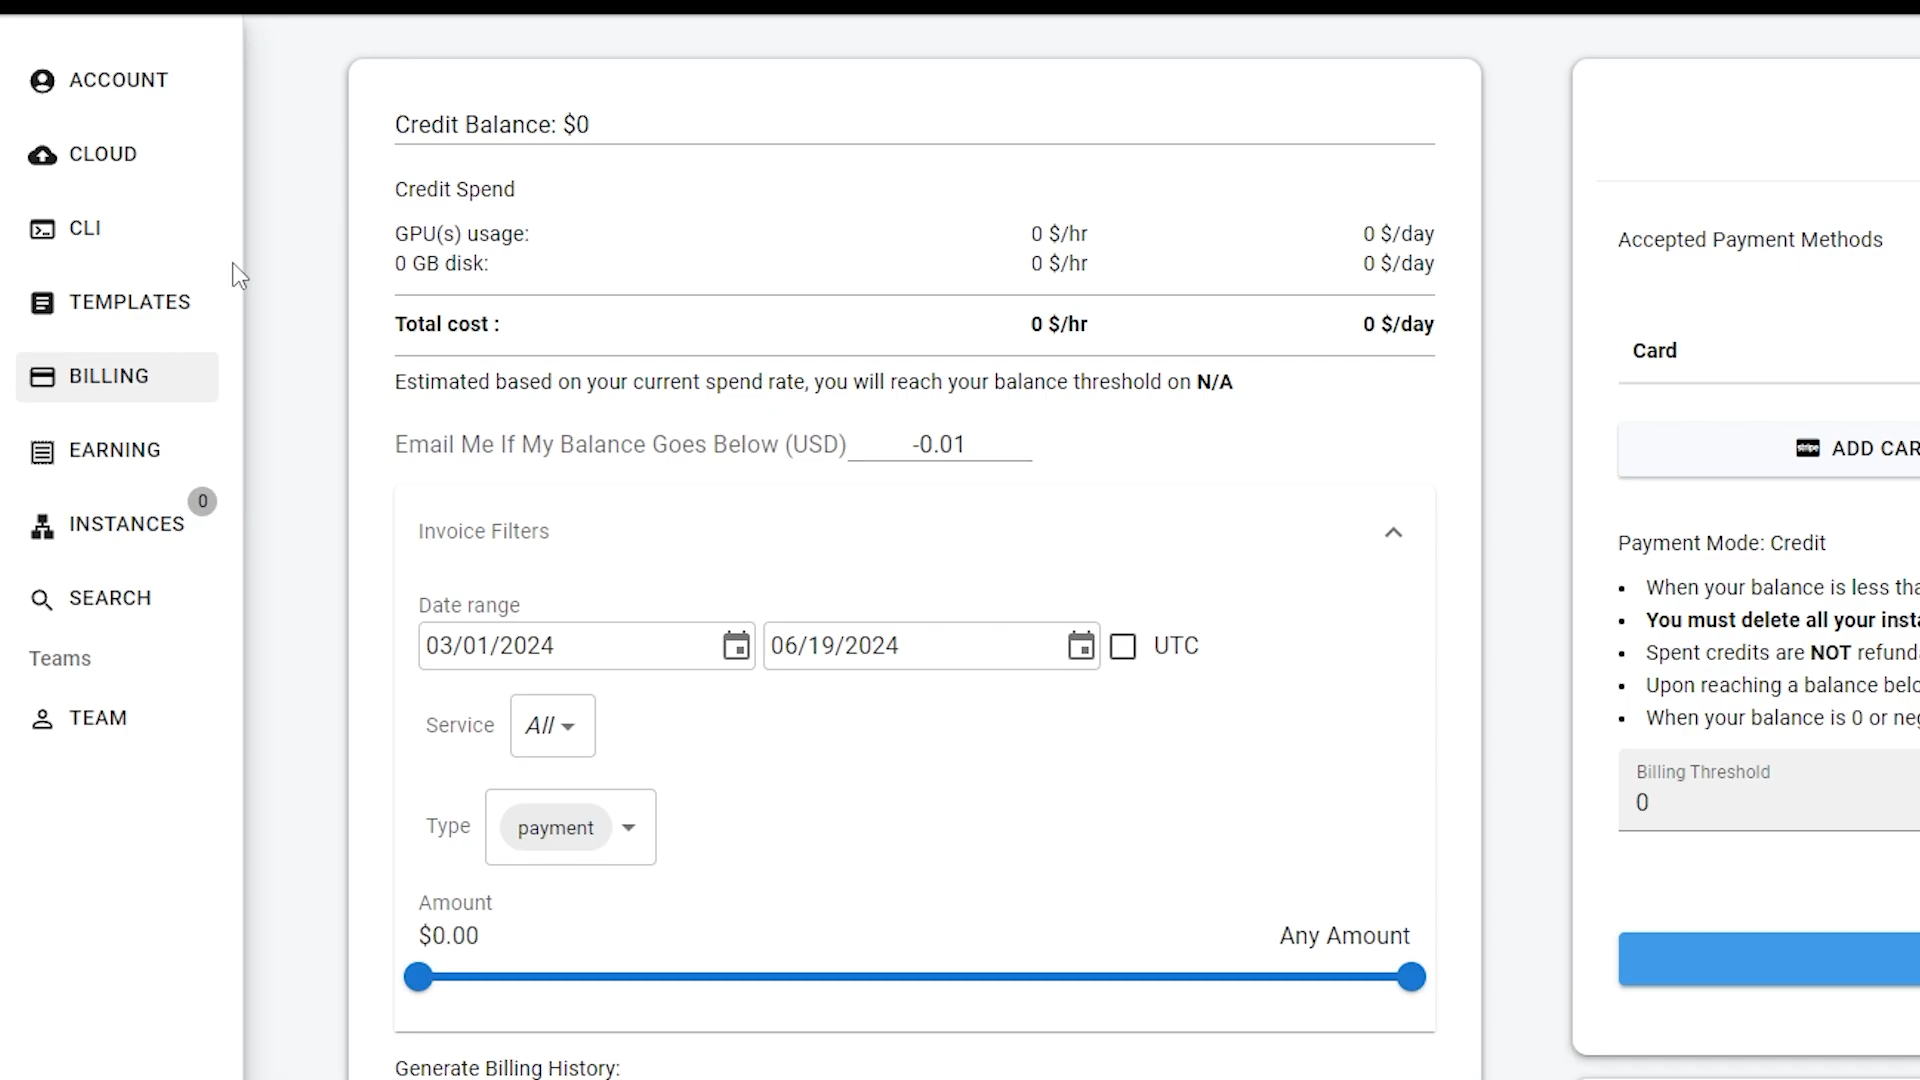 ACCOUNT
CLOUD
CLI
TEMPLATES
BILLING
EARNING
0
INSTANCES
SEARCH
Teams
TEAM
Credit Balance: $0
Credit Spend
GPU(s) usage: 0 $/hr 0 $/day
0 GB disk: 0 $/hr 0 $/day
Total cost : 0 $/hr 0 $/day
Estimated based on your current spend rate, you will reach your balance threshold on N/A
Email Me If My Balance Goes Below (USD) -0.01
Invoice Filters
Date range
03/01/2024 06/19/2024 UTC
Service All
Type payment
Amount
$0.00 Any Amount
Generate Billing History:
Accepted Payment Methods
Card
stripe ADD CAR
Payment Mode: Credit
• When your balance is less tha
• You must delete all your insta
• Spent credits are NOT refunda
• Upon reaching a balance belo
• When your balance is 0 or neg
Billing Threshold
0